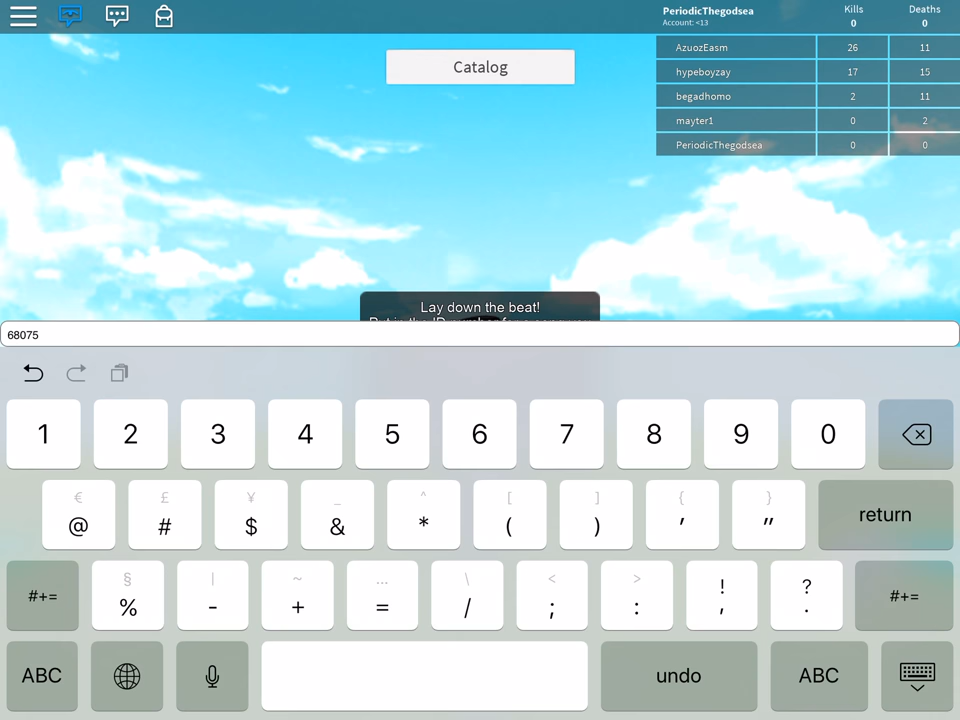 PeriodicThegodsea
Account: <13
Kills
0
Deaths
0
AzuozEasm 26 11
hypeboyzay 17 15
begadhomo 2 11
mayter1 0 2
PeriodicThegodsea 0 0
Catalog
Lay down the beat!
68075
1 2 3 4 5 6 7 8 9 0
€ £ ¥ _ ^ [ ] { }
@ # $ & * ( ) ' " return
§ | ~ … \ < > ! ?
#+= % - + = / ; : , . #+=
ABC undo ABC